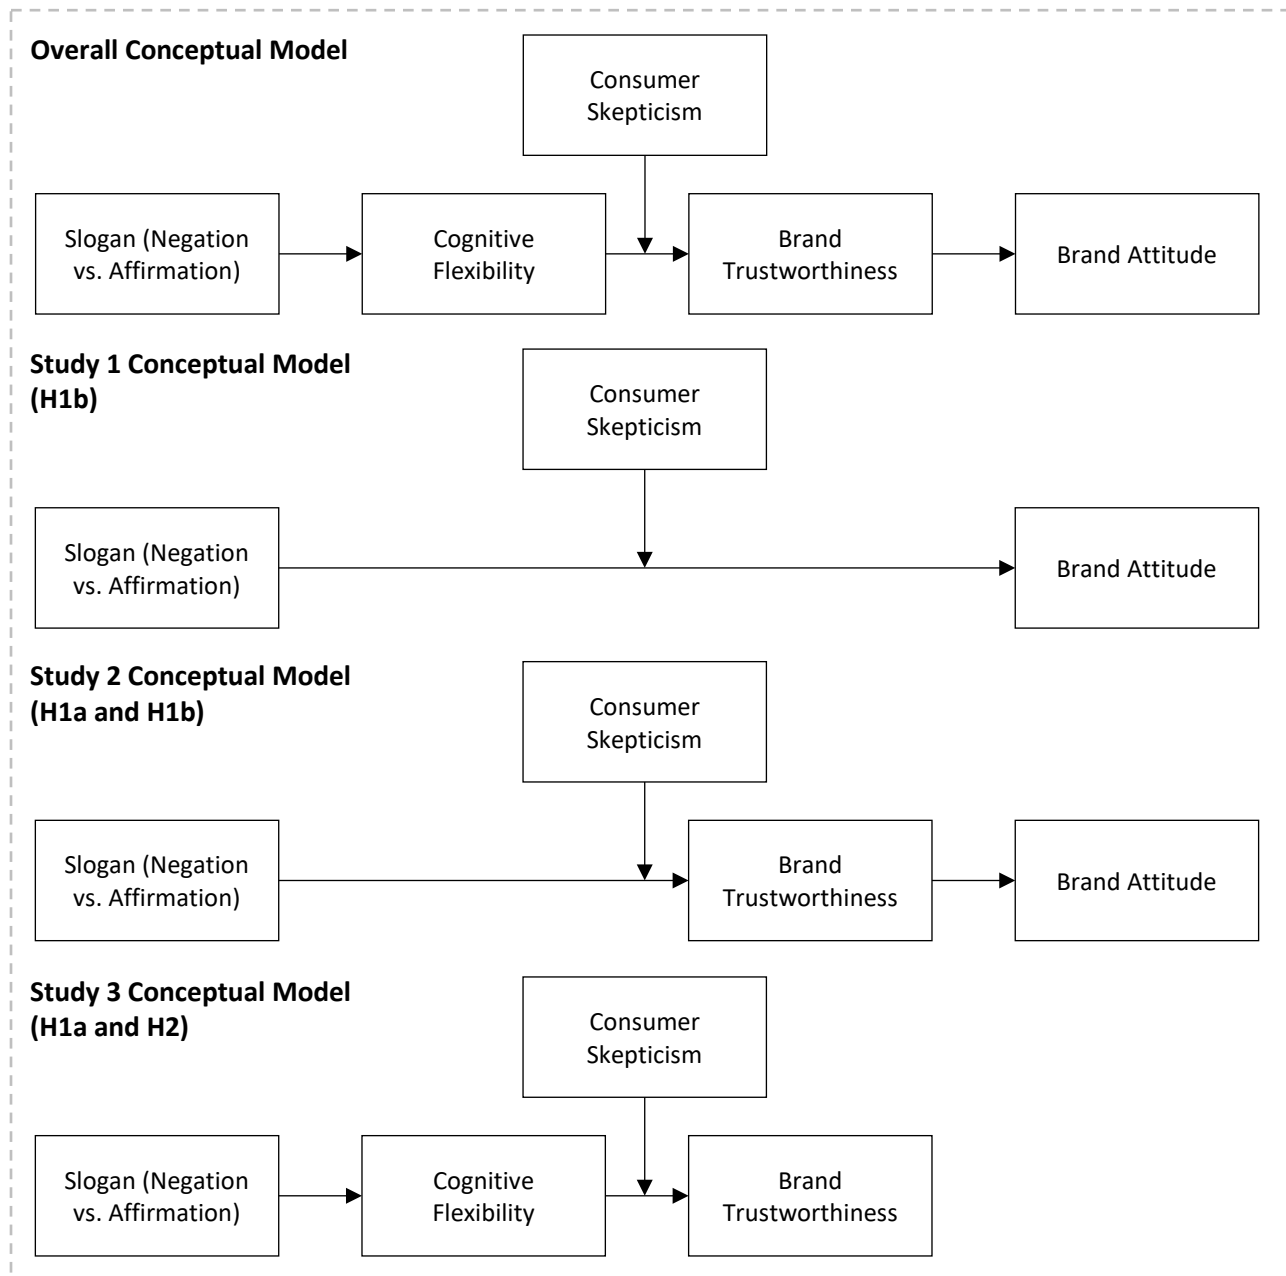 Overall Conceptual Model
Consumer
Skepticism
Slogan (Negation
vs. Affirmation)
Cognitive
Flexibility
Brand
Trustworthiness
Brand Attitude
Study 1 Conceptual Model
(H1b)
Consumer
Skepticism
Slogan (Negation
vs. Affirmation)
Brand Attitude
Study 2 Conceptual Model
(H1a and H1b)
Consumer
Skepticism
Slogan (Negation
vs. Affirmation)
Brand
Trustworthiness
Brand Attitude
Study 3 Conceptual Model
(H1a and H2)
Consumer
Skepticism
Slogan (Negation
vs. Affirmation)
Cognitive
Flexibility
Brand
Trustworthiness